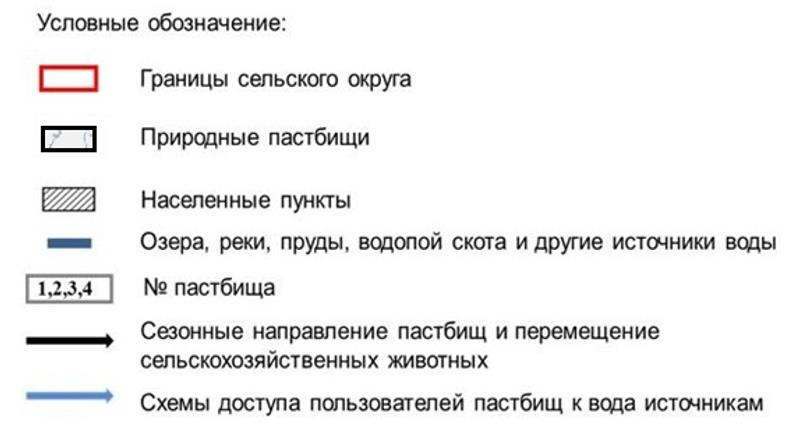 Условные обозначение:
Границы сельского округа
Природные пастбищи
Населенные пункты
Озера, реки, пруды, водопой скота и другие источники воды
1,2,3,4 № пастбища
Сезонные направление пастбищ и перемещение
сельскохозяйственных животных
Схемы доступа пользователей пастбищ к вода источникам